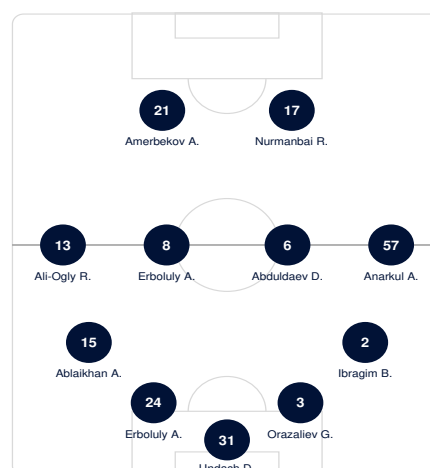 21 17
Amerbekov A. Nurmanbai R.
13 8 6 57
Ali-Ogly R. Erboluly A. Abduldaev D. Anarkul A.
15 2
Ablaikhan A. Ibragim B.
24 3
Erboluly A. Orazaliev G.
31